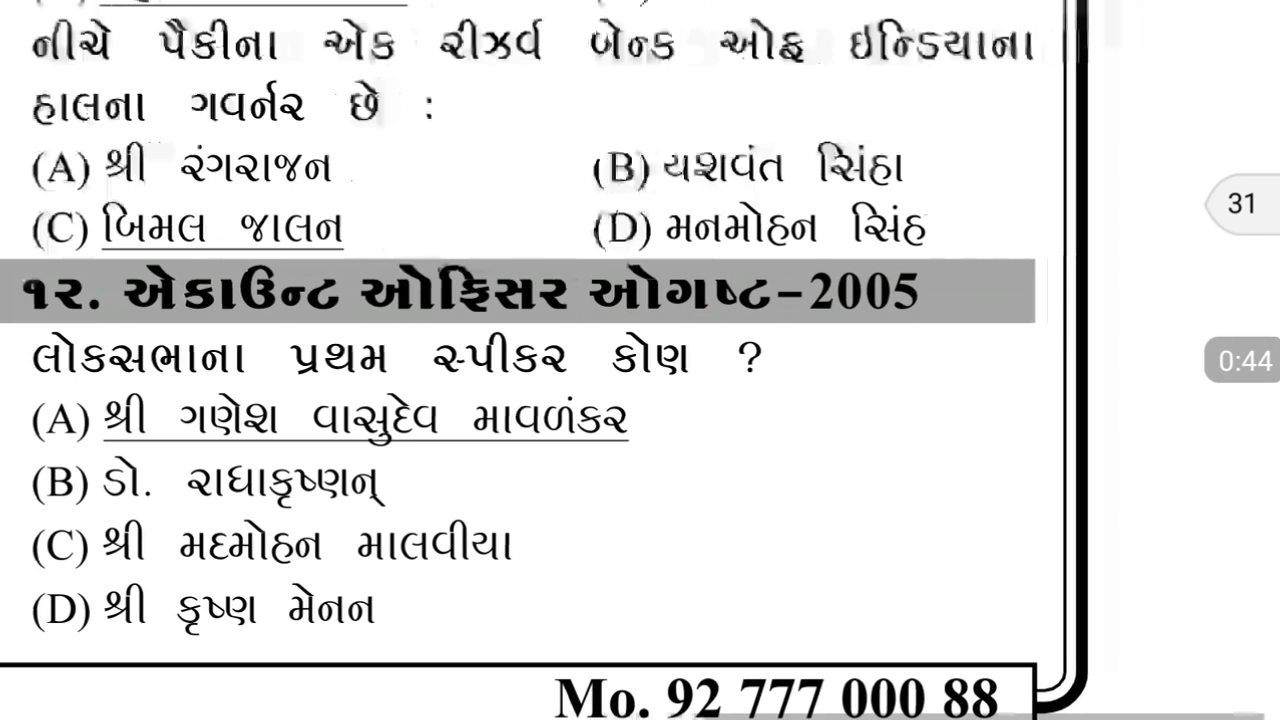 નીચે પૈકીના એક રીઝર્વ બેન્ક ઓફ ઇન્ડિયાના
હાલના ગવર્નર છે :
(A) શ્રી રંગરાજન (B) યશવંત સિંહા
(C) બિમલ જાલન (D) મનમોહન સિંહ
31
૧૨. એકાઉન્ટ ઓફિસર ઓગષ્ટ-2005
લોકસભાના પ્રથમ સ્પીકર કોણ ?
0:44
(A) શ્રી ગણેશ વાસુદેવ માવળંકર
(B) ડો. રાધાકૃષ્ણન્
(C) શ્રી મદમોહન માલવીયા
(D) શ્રી કૃષ્ણ મેનન
Mo. 92 777 000 88